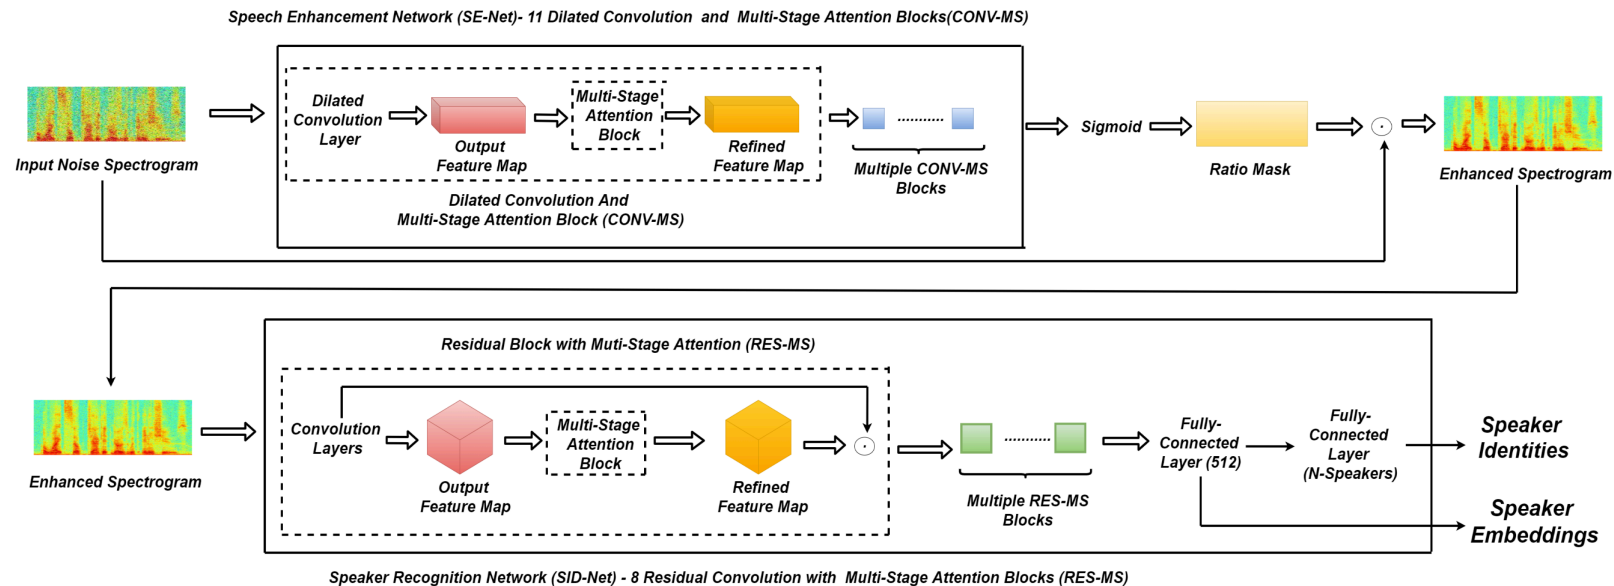 Speech Enhancement Network (SE-Net)- 11 Dilated Convolution and Multi-Stage Attention Blocks(CONV-MS)
Input Noise Spectrogram
Dilated
Convolution
Layer
Output
Feature Map
Multi-Stage
Attention
Block
Refined
Feature Map
...........
Multiple CONV-MS
Blocks
Dilated Convolution And
Multi-Stage Attention Block (CONV-MS)
Sigmoid
Ratio Mask
Enhanced Spectrogram
Residual Block with Muti-Stage Attention (RES-MS)
Enhanced Spectrogram
Convolution
Layers
Output
Feature Map
Multi-Stage
Attention
Block
Refined
Feature Map
...........
Multiple RES-MS
Blocks
Fully-
Connected
Layer (512)
Fully-
Connected
Layer
(N-Speakers)
Speaker
Identities
Speaker
Embeddings
Speaker Recognition Network (SID-Net) - 8 Residual Convolution with Multi-Stage Attention Blocks (RES-MS)